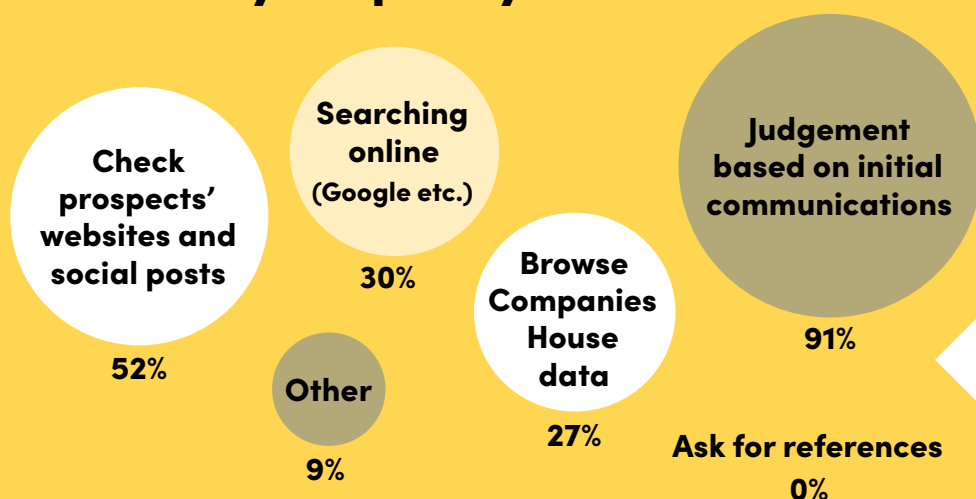 Check
prospects’
websites and
social posts
52%
Searching
online
(Google etc.)
30%
Other
9%
Browse
Companies
House
data
27%
Judgement
based on initial
communications
91%
Ask for references
0%